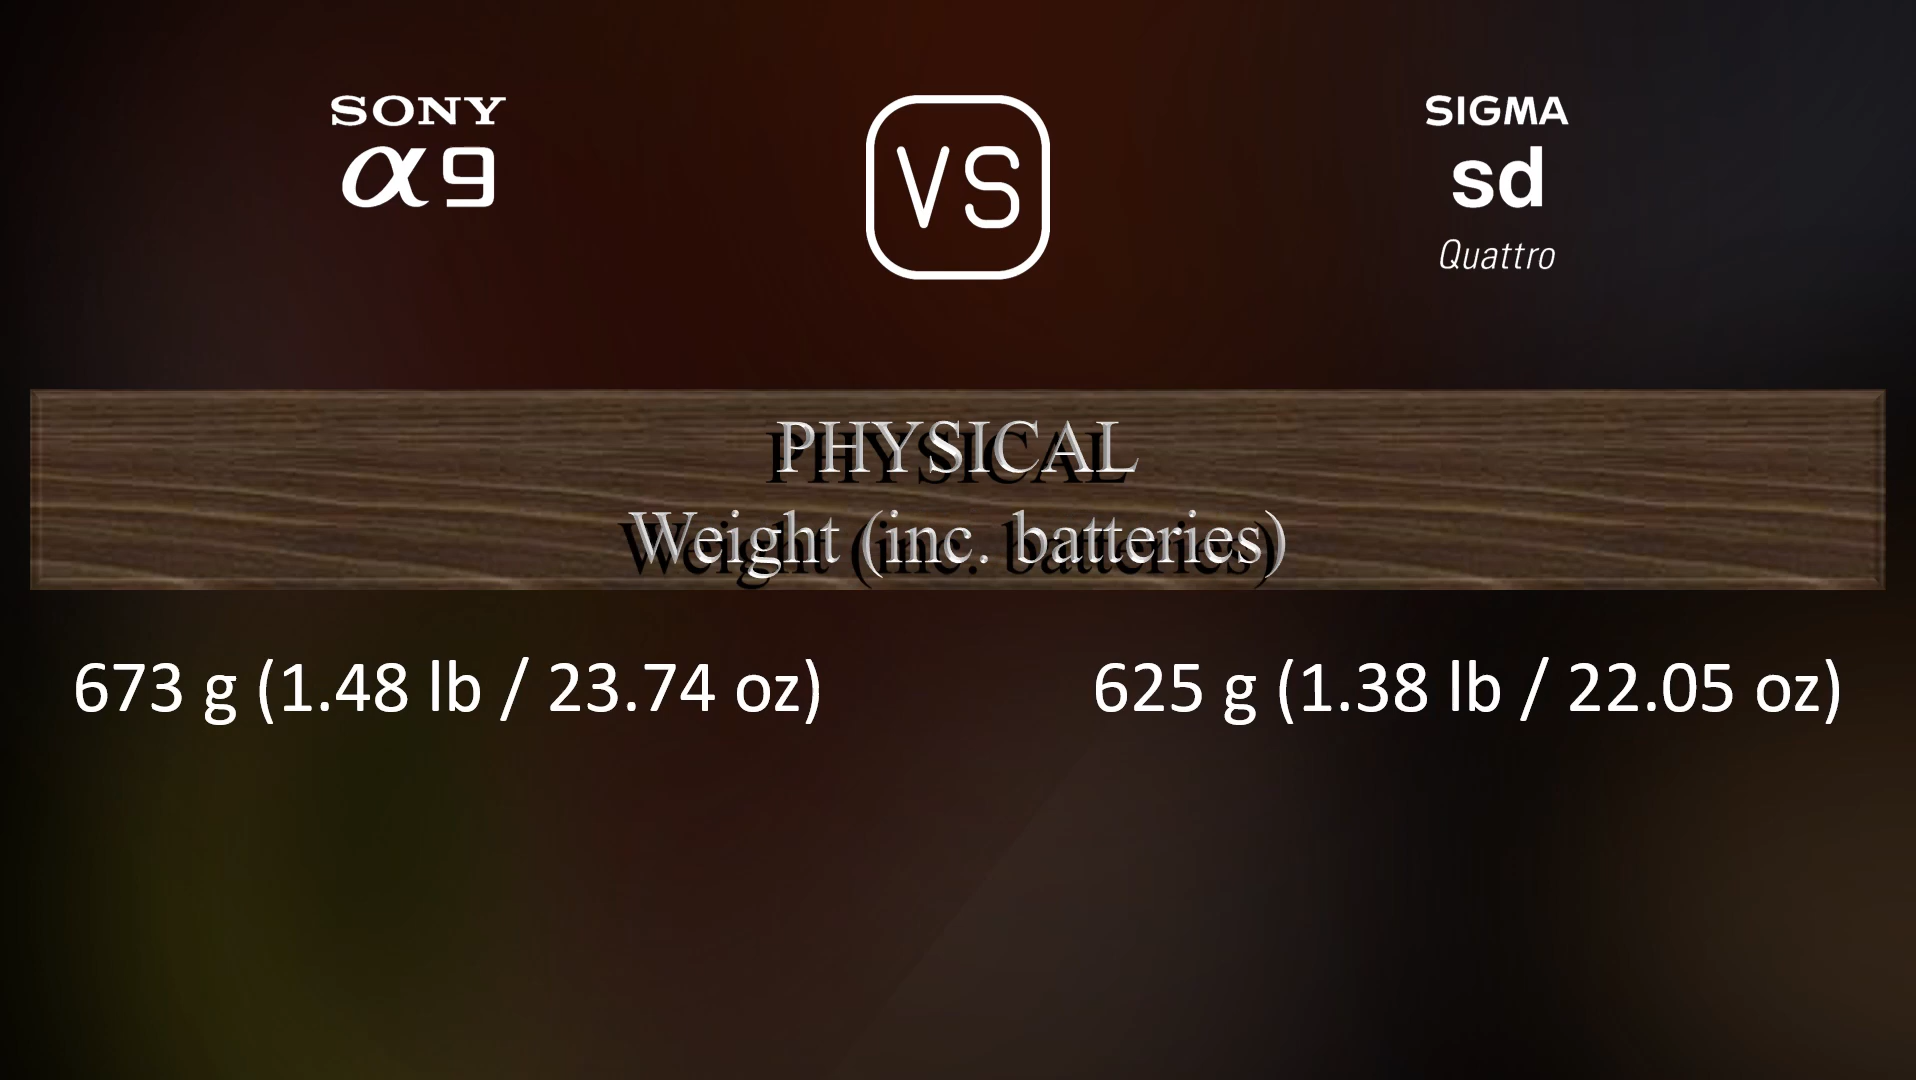 SONY
α9
VS
SIGMA
sd
Quattro
PHYSICAL
Weight (inc. batteries)
673 g (1.48 lb / 23.74 oz)
625 g (1.38 lb / 22.05 oz)